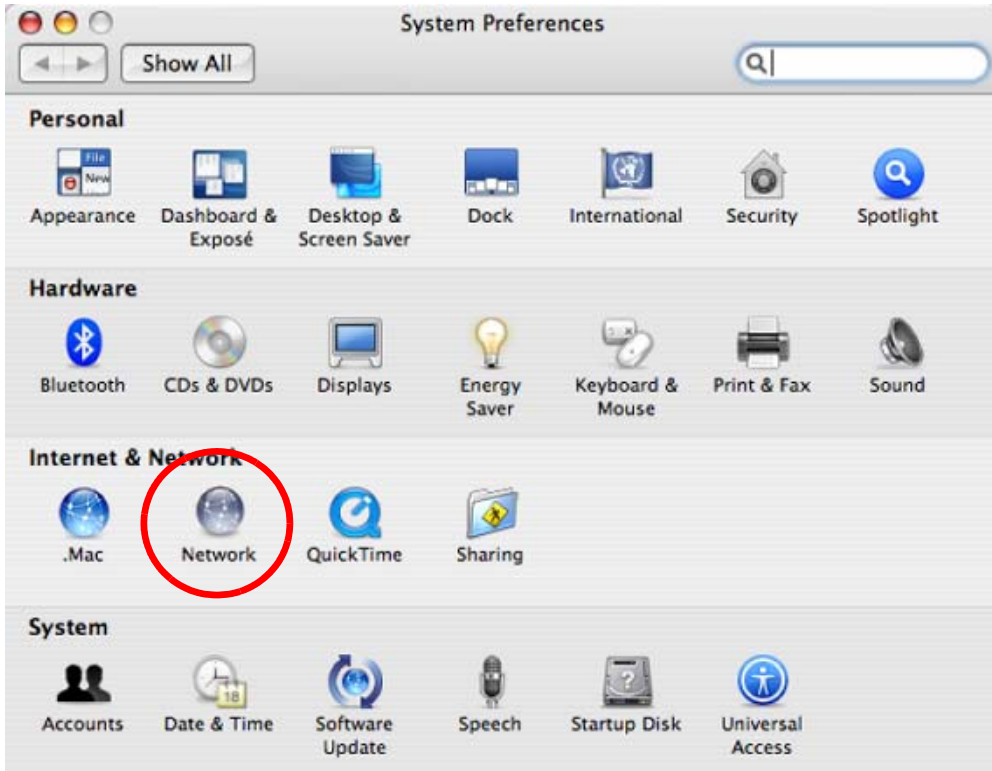 System Preferences
Show All
Personal
File
New
Appearance
Dashboard &
Exposé
Desktop &
Screen Saver
Dock
International
Security
Spotlight
Hardware
Bluetooth
CDs & DVDs
Displays
Energy
Saver
Keyboard &
Mouse
Print & Fax
Sound
Internet & Network
.Mac
Network
QuickTime
Sharing
System
18
?
Accounts
Date & Time
Software
Update
Speech
Startup Disk
Universal
Access